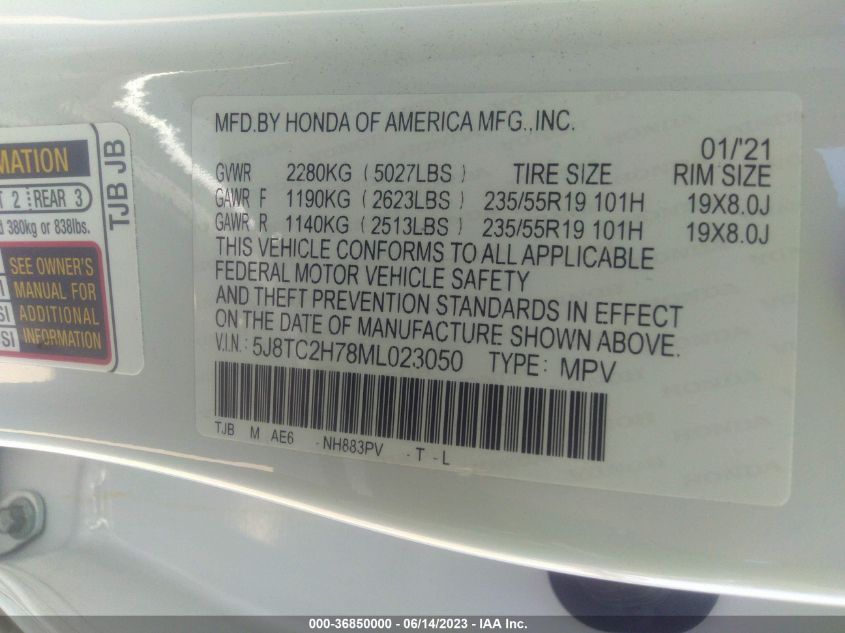 MATION
T 2 REAR 3
d 380kg or 838lbs.
SEE OWNER'S
MANUAL FOR
ADDITIONAL
INFORMATION
SI
SI
TJB JB
MFD.BY HONDA OF AMERICA MFG.,INC.
01/'21
GVWR 2280KG (5027LBS) TIRE SIZE RIM SIZE
GAWR F 1190KG (2623LBS) 235/55R19 101H 19X8.0J
GAWR R 1140KG (2513LBS) 235/55R19 101H 19X8.0J
THIS VEHICLE CONFORMS TO ALL APPLICABLE
FEDERAL MOTOR VEHICLE SAFETY
AND THEFT PREVENTION STANDARDS IN EFFECT
ON THE DATE OF MANUFACTURE SHOWN ABOVE.
V.I.N.: 5J8TC2H78ML023050 TYPE: MPV
TJB M AE6 -NH883PV -T -L
000-36850000 - 06/14/2023 - IAA Inc.